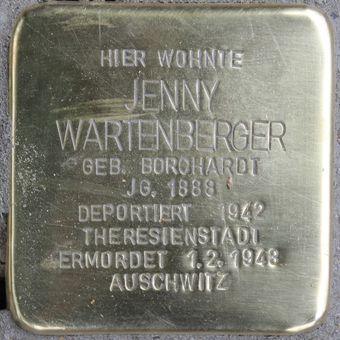 HIER WOHNTE
JENNY
WARTENBERGER
GEB. BORCHARDT
JG. 1888
DEPORTIERT 1942
THERESIENSTADT
ERMORDET 1.2.1943
AUSCHWITZ